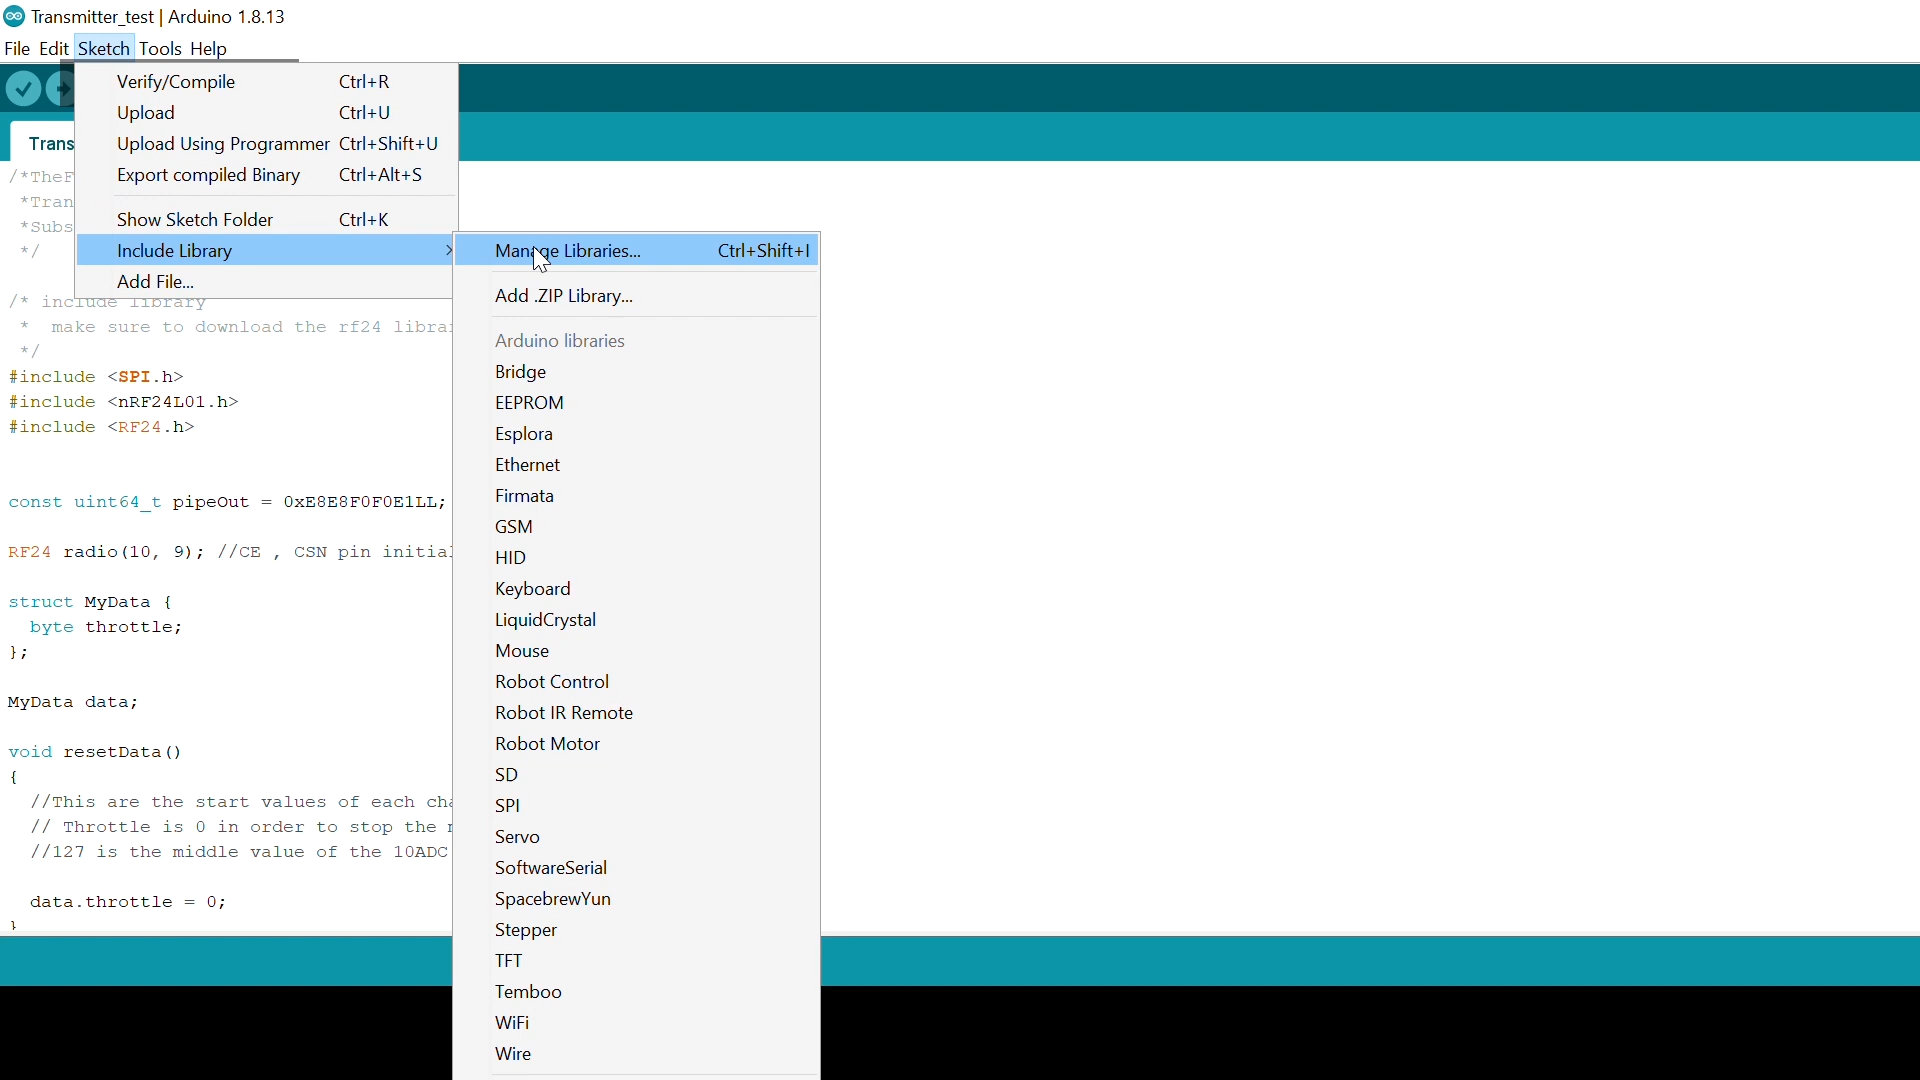 Transmitter_test | Arduino 1.8.13
File Edit Sketch Tools Help
Verify/Compile Ctrl+R
Upload Ctrl+U
Upload Using Programmer Ctrl+Shift+U
Export compiled Binary Ctrl+Alt+S
Show Sketch Folder Ctrl+K
Include Library
Add File...
Manage Libraries... Ctrl+Shift+I
Add .ZIP Library...
Arduino libraries
Bridge
EEPROM
Esplora
Ethernet
Firmata
GSM
HID
Keyboard
LiquidCrystal
Mouse
Robot Control
Robot IR Remote
Robot Motor
SD
SPI
Servo
SoftwareSerial
SpacebrewYun
Stepper
TFT
Temboo
WiFi
Wire
Trans
/*TheF
*Tran
*Subs
*/
/* include library
* make sure to download the rf24 libra
*/
#include <SPI.h>
#include <nRF24L01.h>
#include <RF24.h>
const uint64_t pipeOut = 0xE8E8F0F0E1LL;
RF24 radio(10, 9); //CE , CSN pin initial
struct MyData {
byte throttle;
};
MyData data;
void resetData()
{
//This are the start values of each cha
// Throttle is 0 in order to stop the
//127 is the middle value of the 10ADC
data.throttle = 0;
}